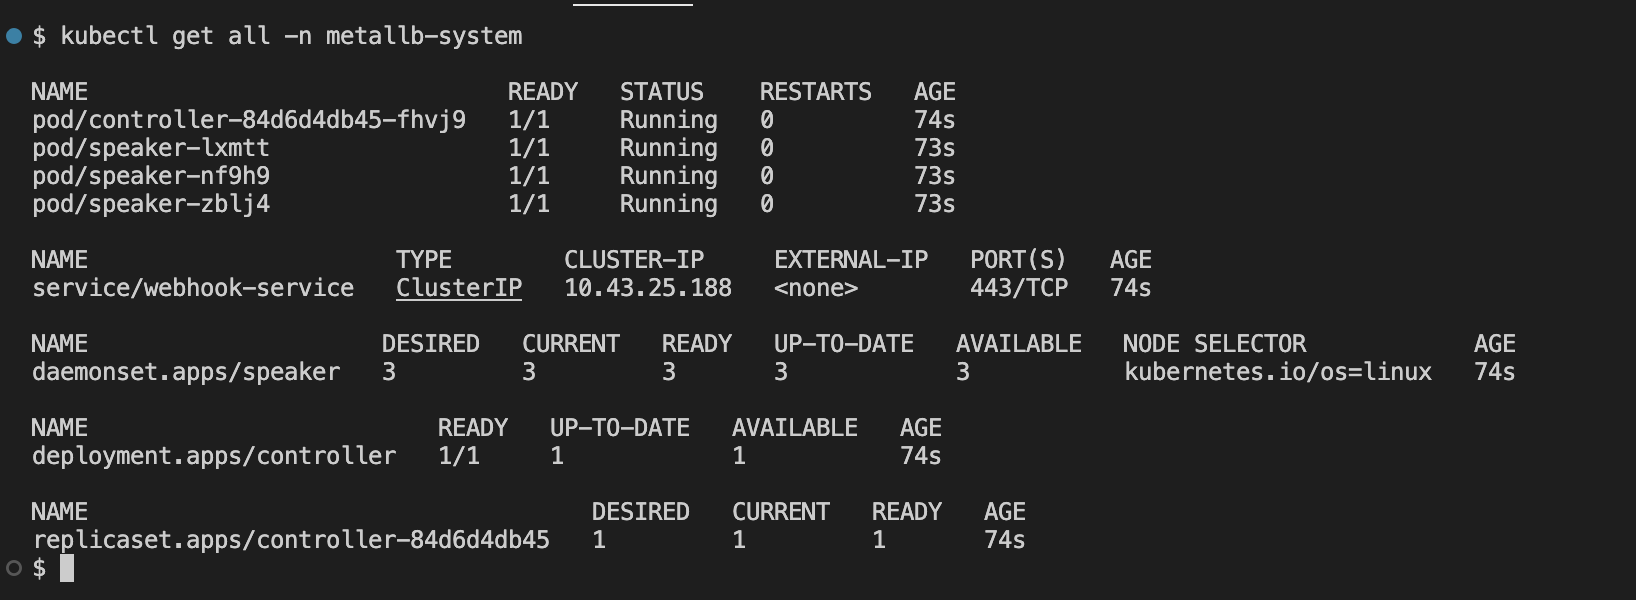 $ kubectl get all -n metallb-system
NAME READY STATUS RESTARTS AGE
pod/controller-84d6d4db45-fhvj9 1/1 Running 0 74s
pod/speaker-lxmtt 1/1 Running 0 73s
pod/speaker-nf9h9 1/1 Running 0 73s
pod/speaker-zblj4 1/1 Running 0 73s
NAME TYPE CLUSTER-IP EXTERNAL-IP PORT(S) AGE
service/webhook-service ClusterIP 10.43.25.188 <none> 443/TCP 74s
NAME DESIRED CURRENT READY UP-TO-DATE AVAILABLE NODE SELECTOR AGE
daemonset.apps/speaker 3 3 3 3 3 kubernetes.io/os=linux 74s
NAME READY UP-TO-DATE AVAILABLE AGE
deployment.apps/controller 1/1 1 1 74s
NAME DESIRED CURRENT READY AGE
replicaset.apps/controller-84d6d4db45 1 1 1 74s
$